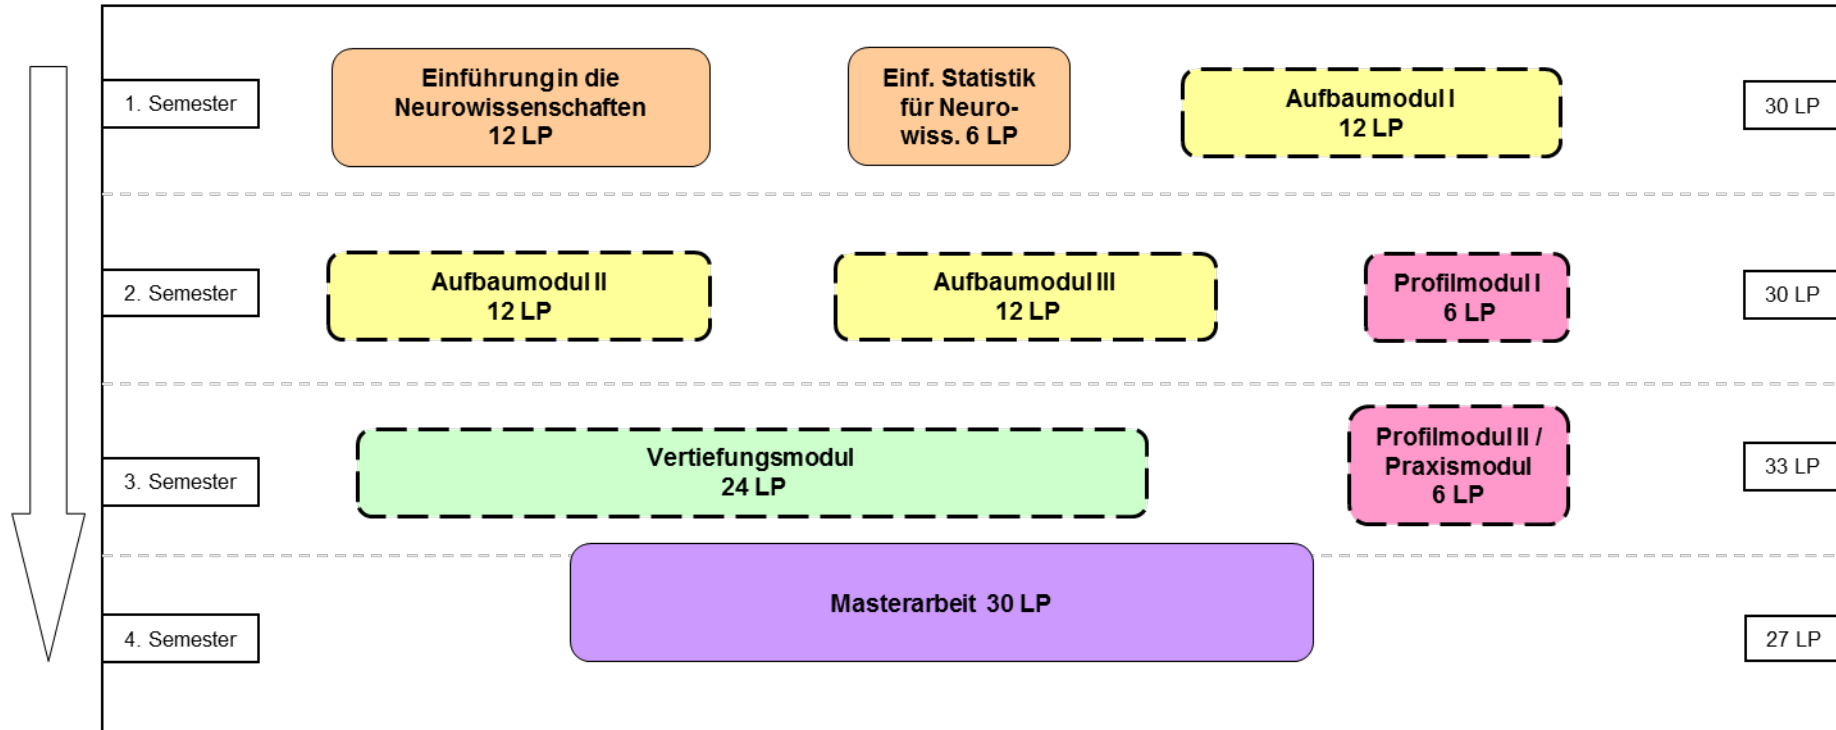 1. Semester
Einführung in die
Neurowissenschaften
12 LP
Einf. Statistik
für Neuro-
wiss. 6 LP
Aufbaumodul I
12 LP
30 LP
2. Semester
Aufbaumodul II
12 LP
Aufbaumodul III
12 LP
Profilmodul I
6 LP
30 LP
3. Semester
Vertiefungsmodul
24 LP
Profilmodul II /
Praxismodul
6 LP
33 LP
4. Semester
Masterarbeit 30 LP
27 LP